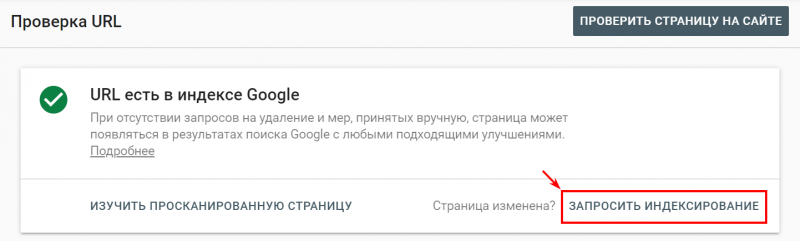 Проверка URL
ПРОВЕРИТЬ СТРАНИЦУ НА САЙТЕ
URL есть в индексе Google
При отсутствии запросов на удаление и мер, принятых вручную, страница может
появляться в результатах поиска Google с любыми подходящими улучшениями.
Подробнее
ИЗУЧИТЬ ПРОСКАНИРОВАННУЮ СТРАНИЦУ
Страница изменена?
ЗАПРОСИТЬ ИНДЕКСИРОВАНИЕ